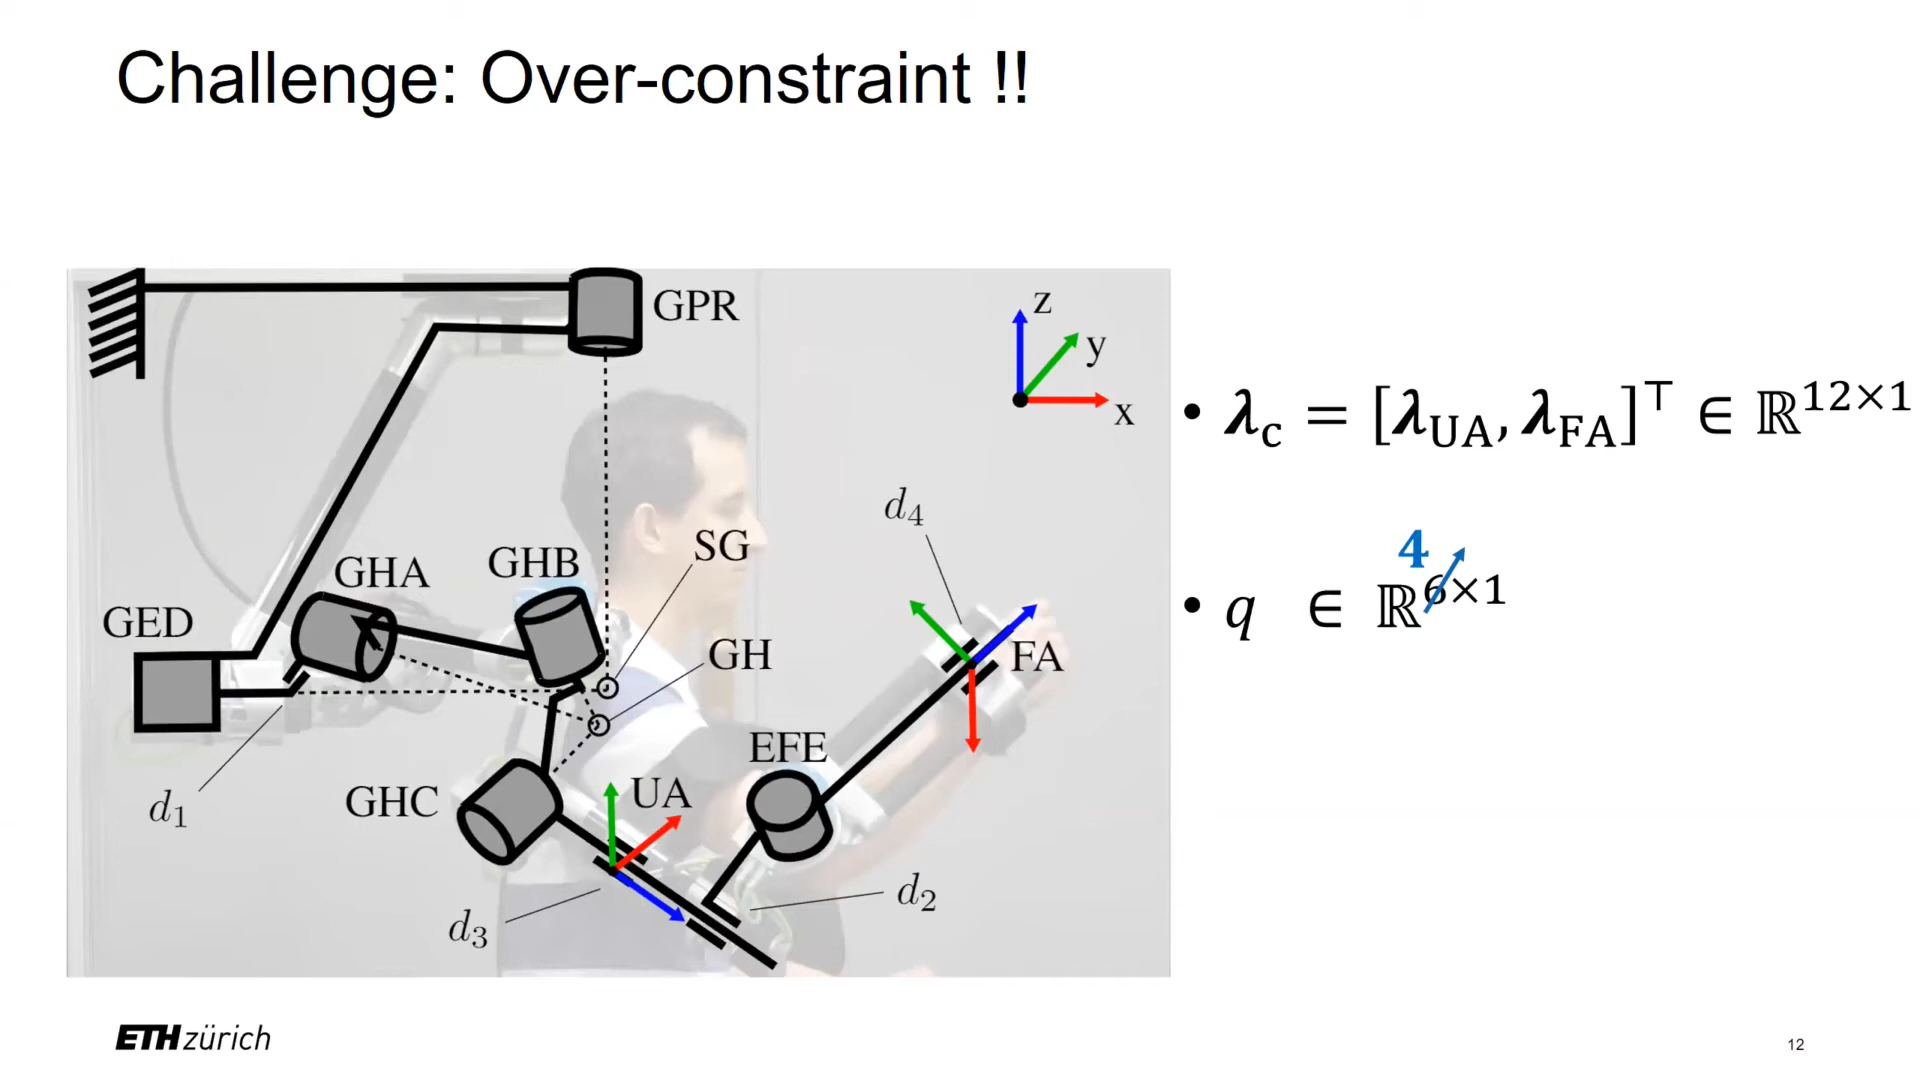 Challenge: Over-constraint !!
GPR
z
y
x
• λc = [λUA, λFA]⊤ ∈ ℝ12×1
d4
SG
GHB
GHA
4
• q ∈ ℝ6×1
GED
GH
FA
EFE
UA
GHC
d1
d2
d3
ETH zürich
12